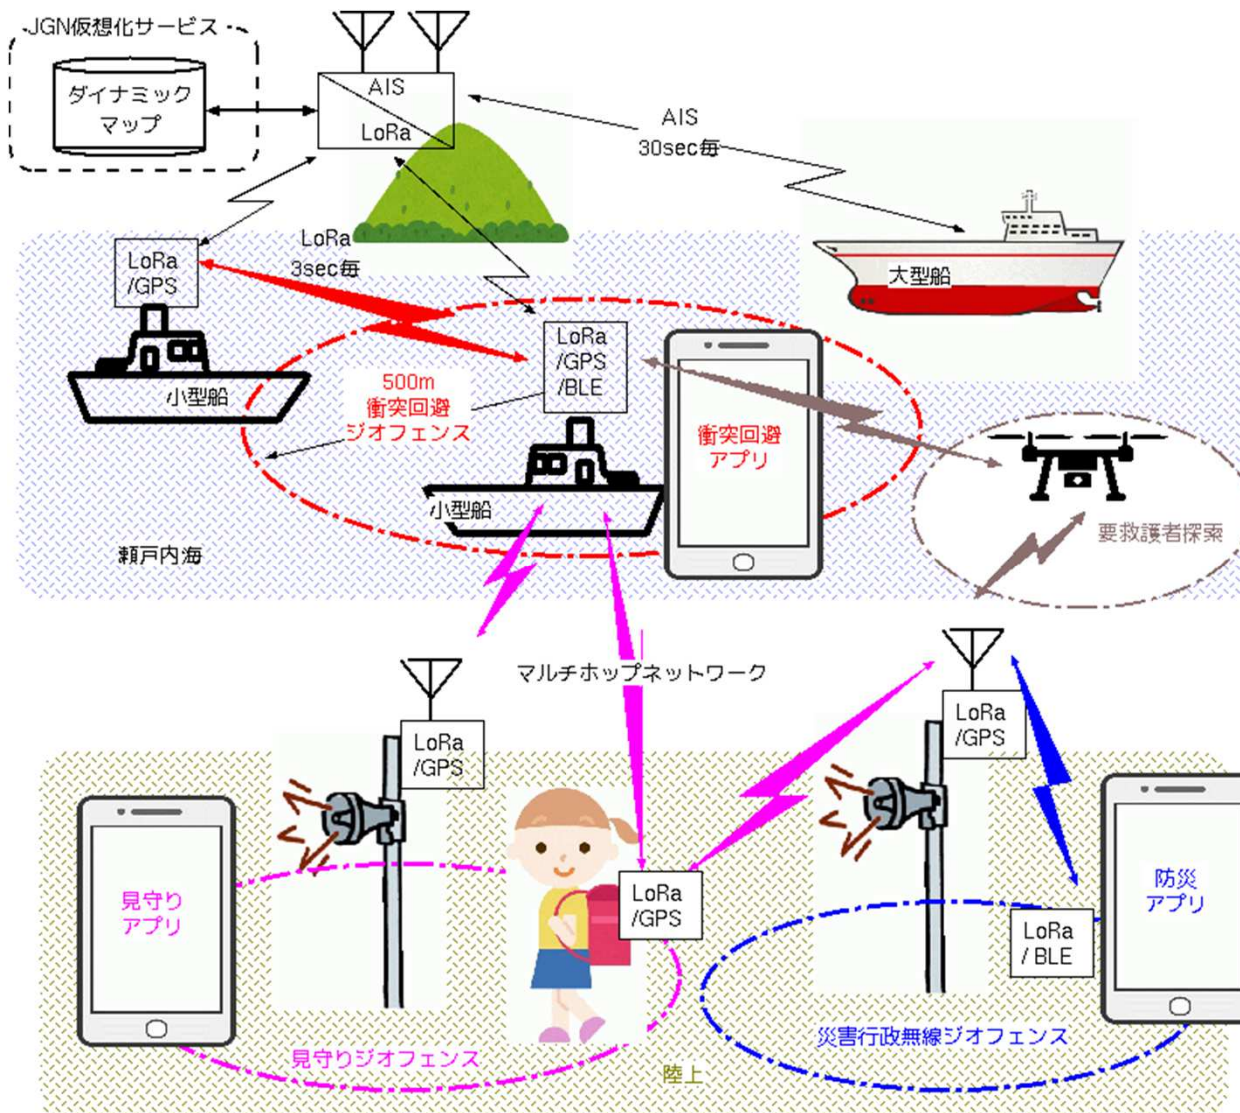 JGN仮想化サービス
ダイナミック
マップ
AIS
LoRa
AIS
30sec毎
LoRa
/GPS
LoRa
3sec毎
大型船
小型船
500m
衝突回避
ジオフェンス
LoRa
/GPS
/BLE
衝突回避
アプリ
小型船
要救護者探索
瀬戸内海
マルチホップネットワーク
LoRa
/GPS
LoRa
/GPS
見守り
アプリ
LoRa
/GPS
防災
アプリ
LoRa
/ BLE
見守りジオフェンス
災害行政無線ジオフェンス
陸上